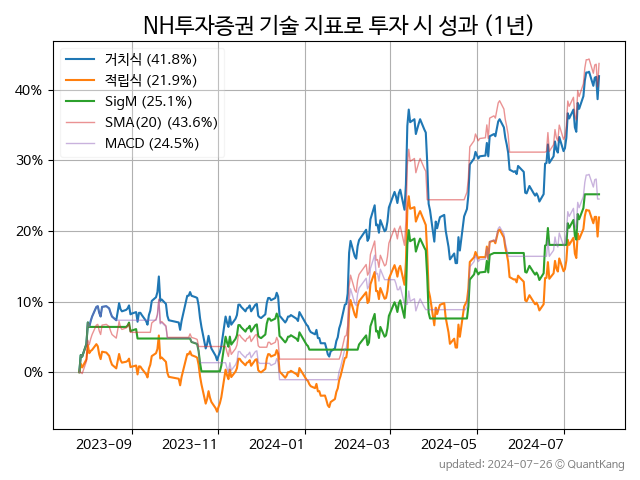 NH투자증권 기술 지표로 투자 시 성과 (1년)
거치식 (41.8%)
적립식 (21.9%)
SigM (25.1%)
SMA(20) (43.6%)
MACD (24.5%)
40%
30%
20%
10%
0%
2023-09 2023-11 2024-01 2024-03 2024-05 2024-07
updated: 2024-07-26 © QuantKang